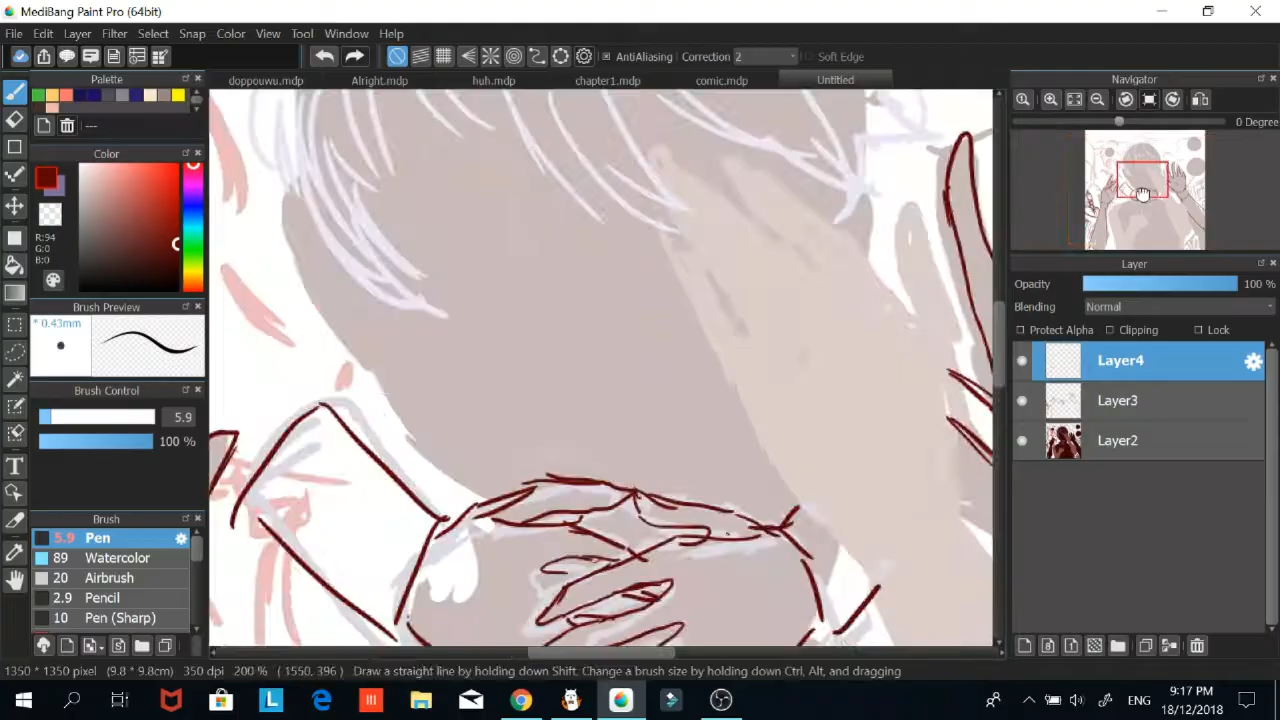 MediBang Paint Pro (64bit)
File Edit Layer Filter Select Snap Color View Tool Window Help
AntiAliasing Correction 2 Soft Edge
Palette
doppouwu.mdp Alright.mdp huh.mdp chapter1.mdp comic.mdp Untitled
Navigator
---
0 Degree
Color
R:94
G:0
B:0
Layer
Opacity 100 %
Blending Normal
Protect Alpha Clipping Lock
Brush Preview
* 0.43mm
Layer4
Layer3
Layer2
Brush Control
5.9
100 %
Brush
5.9 Pen
89 Watercolor
20 Airbrush
2.9 Pencil
10 Pen (Sharp)
1350 * 1350 pixel (9.8 * 9.8cm) 350 dpi 200 % ( 1550, 396 ) Draw a straight line by holding down Shift. Change a brush size by holding down Ctrl, Alt, and dragging
ENG
9:17 PM
18/12/2018